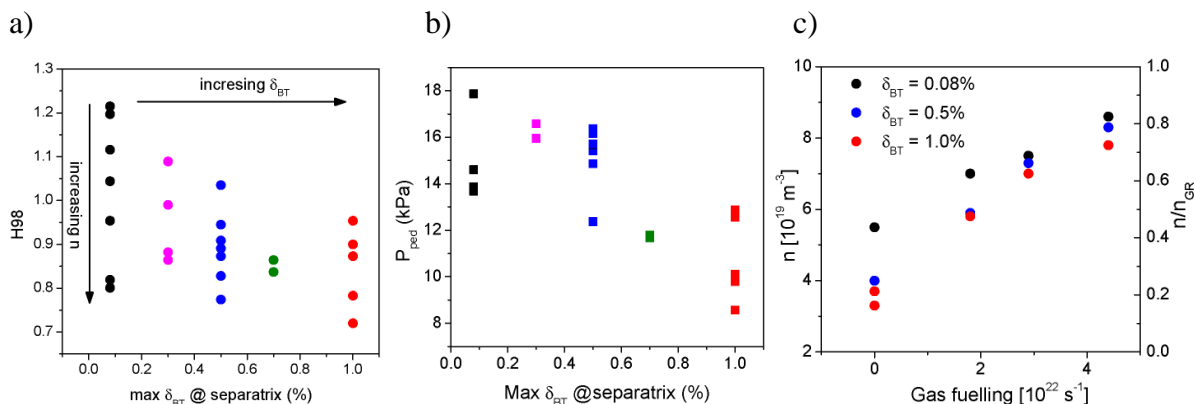 a)
1.3
1.2
1.1
1.0
0.9
0.8
0.7
H98
incresing δBT
increasing n
0.0 0.2 0.4 0.6 0.8 1.0
max δBT @ separatrix (%)
b)
18
16
14
12
10
8
Pped (kPa)
0.0 0.2 0.4 0.6 0.8 1.0
Max δBT @separatrix (%)
c)
10
8
6
4
2
n [10^19 m^-3]
δBT = 0.08%
δBT = 0.5%
δBT = 1.0%
1.0
0.8
0.6
0.4
0.2
0.0
n/nGR
0 1 2 3 4
Gas fuelling [10^22 s^-1]